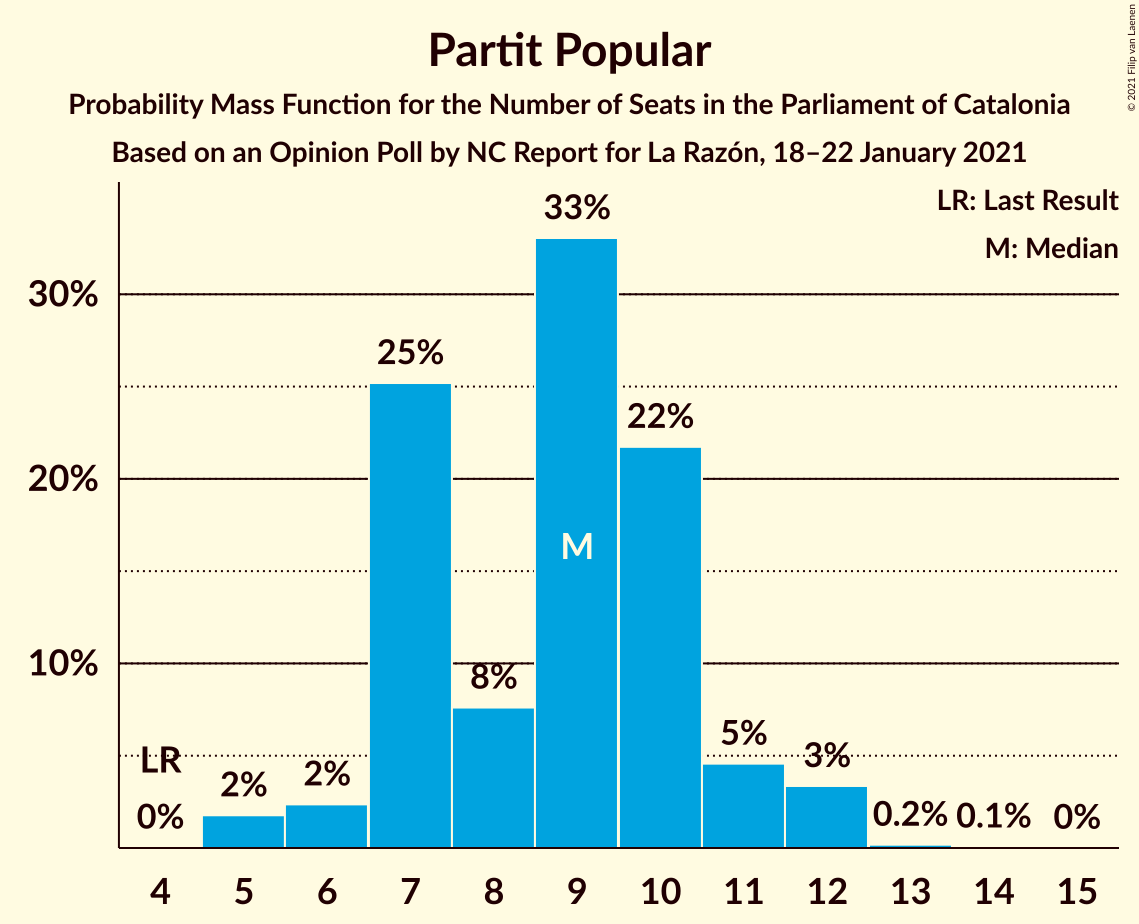 Partit Popular
Probability Mass Function for the Number of Seats in the Parliament of Catalonia
Based on an Opinion Poll by NC Report for La Razón, 18–22 January 2021
© 2021 Filip van Laenen
LR: Last Result
M: Median
30%
20%
10%
LR
0%
2%
2%
25%
8%
33%
M
22%
5%
3%
0.2%
0.1%
0%
4 5 6 7 8 9 10 11 12 13 14 15